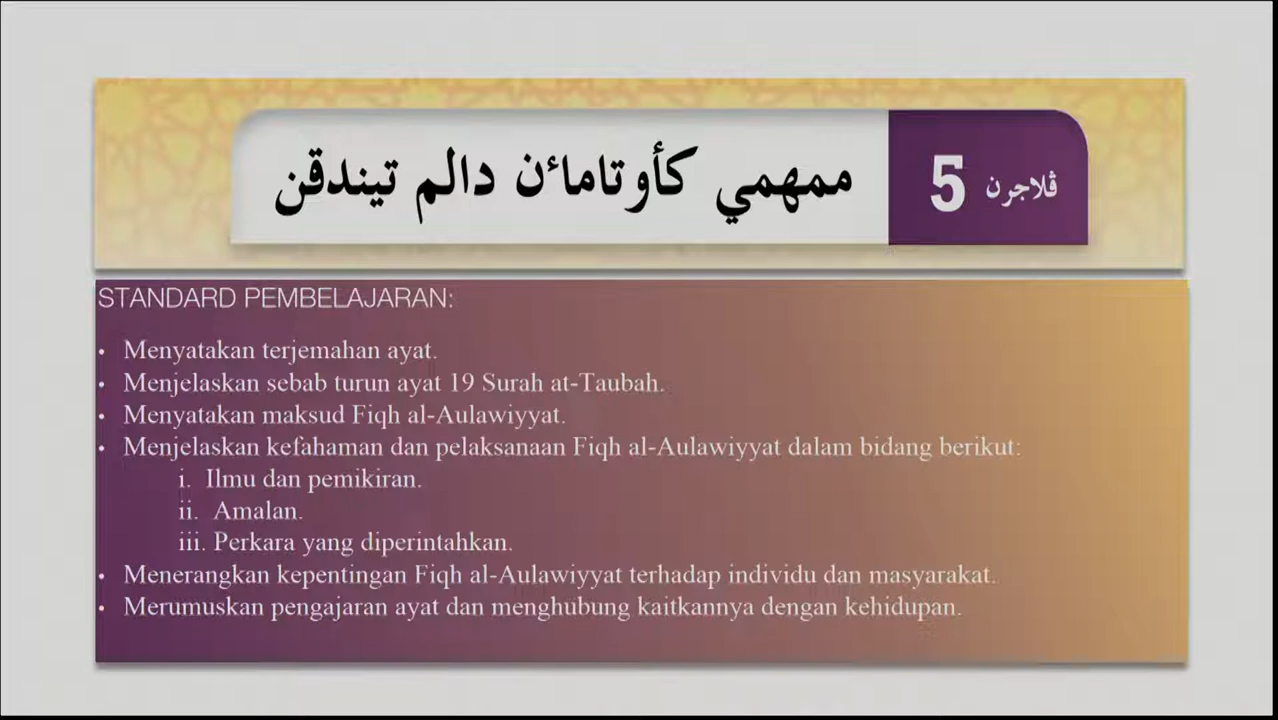 ڤلاجرن 5
ممهمي كأوتاماٴن دالم تيندقن
STANDARD PEMBELAJARAN:
• Menyatakan terjemahan ayat.
• Menjelaskan sebab turun ayat 19 Surah at-Taubah.
• Menyatakan maksud Fiqh al-Aulawiyyat.
• Menjelaskan kefahaman dan pelaksanaan Fiqh al-Aulawiyyat dalam bidang berikut:
i. Ilmu dan pemikiran.
ii. Amalan.
iii. Perkara yang diperintahkan.
• Menerangkan kepentingan Fiqh al-Aulawiyyat terhadap individu dan masyarakat.
• Merumuskan pengajaran ayat dan menghubung kaitkannya dengan kehidupan.